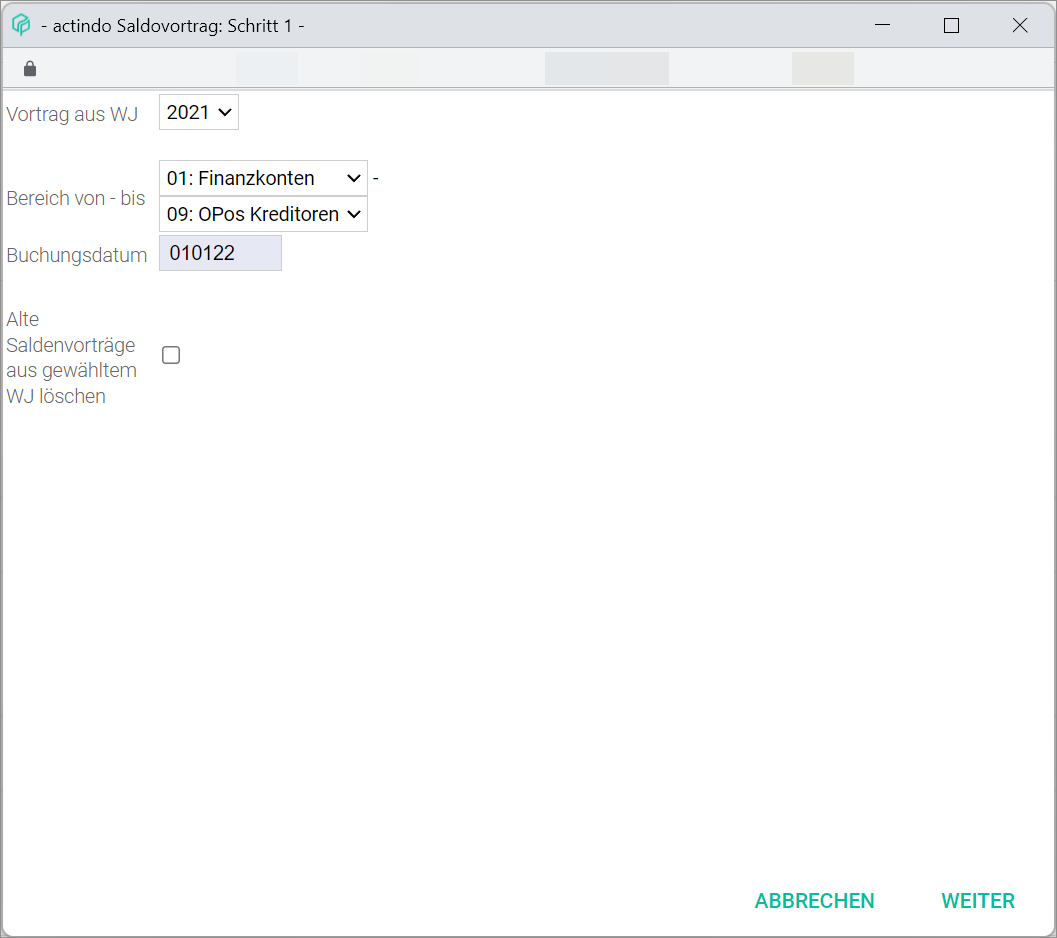 - actindo Saldovortrag: Schritt 1 -
Vortrag aus WJ 2021
Bereich von - bis 01: Finanzkonten -
09: OPos Kreditoren
Buchungsdatum 010122
Alte
Saldenvorträge
aus gewähltem
WJ löschen
ABBRECHEN WEITER